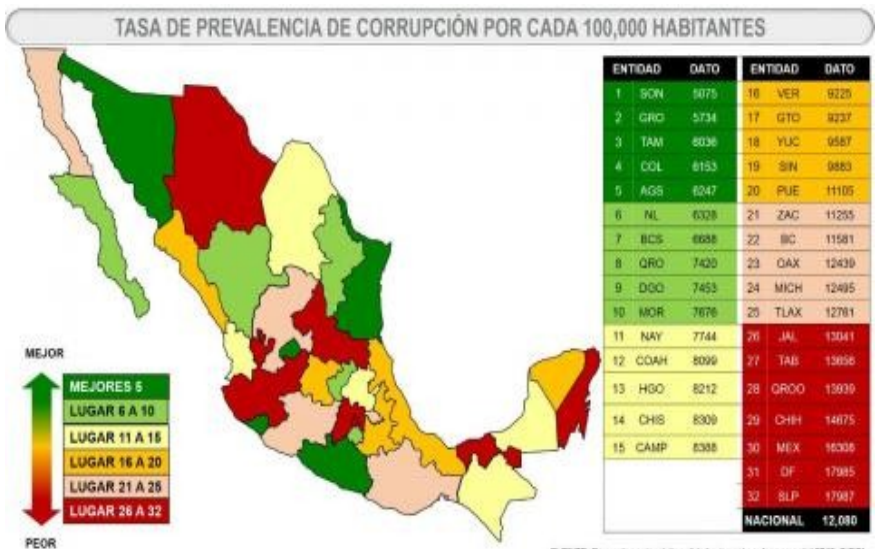 TASA DE PREVALENCIA DE CORRUPCIÓN POR CADA 100,000 HABITANTES
ENTIDAD DATO
1 SON 5075
2 GRO 5734
3 TAM 6036
4 COL 6153
5 AGS 6247
6 NL 6328
7 BCS 6688
8 QRO 7420
9 DGO 7453
10 MOR 7676
11 NAY 7744
12 COAH 8099
13 HGO 8212
14 CHIS 8309
15 CAMP 8388
ENTIDAD DATO
16 VER 9225
17 GTO 9237
18 YUC 9587
19 SIN 9883
20 PUE 11105
21 ZAC 11255
22 BC 11581
23 OAX 12439
24 MICH 12495
25 TLAX 12761
26 JAL 13041
27 TAB 13656
28 QROO 13939
29 CHIH 14675
30 MEX 16308
31 DF 17985
32 SLP 17987
NACIONAL 12,080
MEJOR
MEJORES 5
LUGAR 6 A 10
LUGAR 11 A 15
LUGAR 16 A 20
LUGAR 21 A 25
LUGAR 26 A 32
PEOR